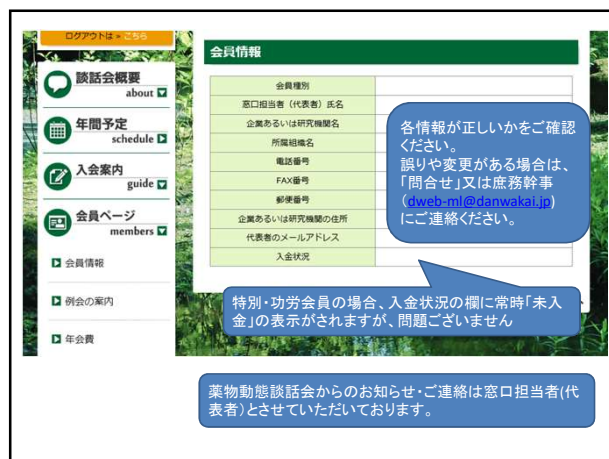 ログアウトは » こちら
談話会概要
about
年間予定
schedule
入会案内
guide
会員ページ
members
会員情報
例会の案内
年会費
会員情報
会員種別
窓口担当者（代表者）氏名
企業あるいは研究機関名
所属組織名
電話番号
FAX番号
郵便番号
企業あるいは研究機関の住所
代表者のメールアドレス
入金状況
各情報が正しいかをご確認
ください。
誤りや変更がある場合は、
「問合せ」又は庶務幹事
(dweb-ml@danwakai.jp)
にご連絡ください。
特別・功労会員の場合、入金状況の欄に常時「未入
金」の表示がされますが、問題ございません
薬物動態談話会からのお知らせ・ご連絡は窓口担当者(代
表者)とさせていただいております。